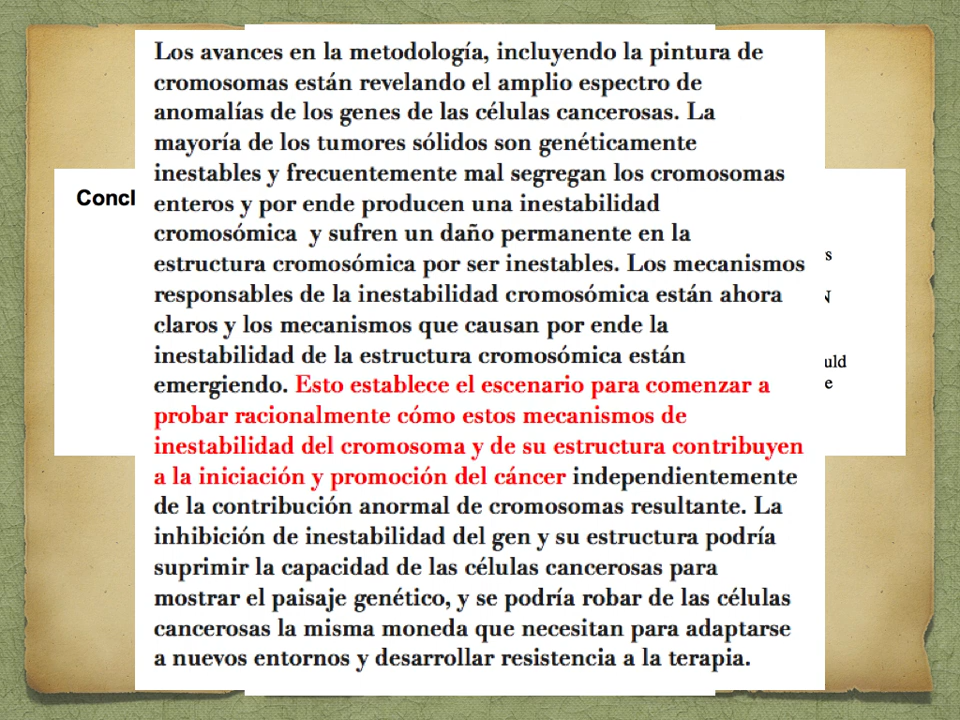 Los avances en la metodología, incluyendo la pintura de
cromosomas están revelando el amplio espectro de
anomalías de los genes de las células cancerosas. La
mayoría de los tumores sólidos son genéticamente
inestables y frecuentemente mal segregan los cromosomas
enteros y por ende producen una inestabilidad
cromosómica y sufren un daño permanente en la
estructura cromosómica por ser inestables. Los mecanismos
responsables de la inestabilidad cromosómica están ahora
claros y los mecanismos que causan por ende la
inestabilidad de la estructura cromosómica están
emergiendo. Esto establece el escenario para comenzar a
probar racionalmente cómo estos mecanismos de
inestabilidad del cromosoma y de su estructura contribuyen
a la iniciación y promoción del cáncer independientemente
de la contribución anormal de cromosomas resultante. La
inhibición de inestabilidad del gen y su estructura podría
suprimir la capacidad de las células cancerosas para
mostrar el paisaje genético, y se podría robar de las células
cancerosas la misma moneda que necesitan para adaptarse
a nuevos entornos y desarrollar resistencia a la terapia.
Concl